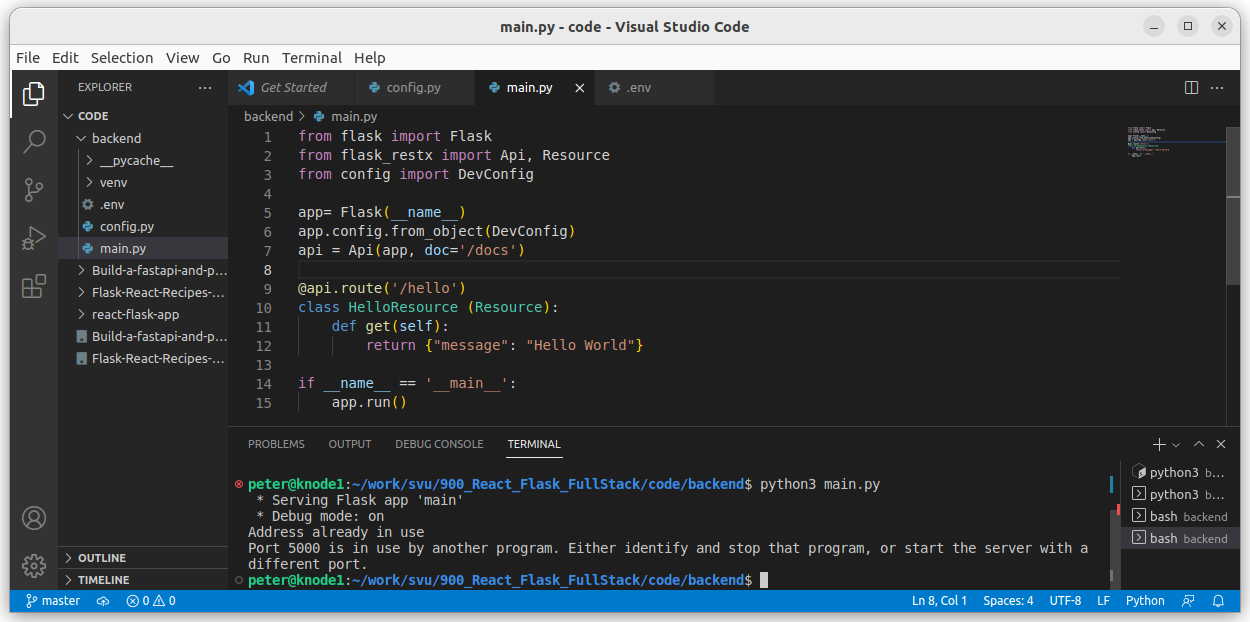 main.py - code - Visual Studio Code
File Edit Selection View Go Run Terminal Help
EXPLORER
CODE
backend
__pycache__
venv
.env
config.py
main.py
Build-a-fastapi-and-p...
Flask-React-Recipes-...
react-flask-app
Build-a-fastapi-and-p...
Flask-React-Recipes-...
OUTLINE
TIMELINE
Get Started config.py main.py .env
backend > main.py
1 from flask import Flask
2 from flask_restx import Api, Resource
3 from config import DevConfig
4
5 app= Flask(__name__)
6 app.config.from_object(DevConfig)
7 api = Api(app, doc='/docs')
8
9 @api.route('/hello')
10 class HelloResource (Resource):
11 def get(self):
12 return {"message": "Hello World"}
13
14 if __name__ == '__main__':
15 app.run()
PROBLEMS OUTPUT DEBUG CONSOLE TERMINAL
peter@knode1:~/work/svu/900_React_Flask_FullStack/code/backend$ python3 main.py
* Serving Flask app 'main'
* Debug mode: on
Address already in use
Port 5000 is in use by another program. Either identify and stop that program, or start the server with a
different port.
peter@knode1:~/work/svu/900_React_Flask_FullStack/code/backend$
python3 b...
python3 b...
bash backend
bash backend
master 0 0 Ln 8, Col 1 Spaces: 4 UTF-8 LF Python